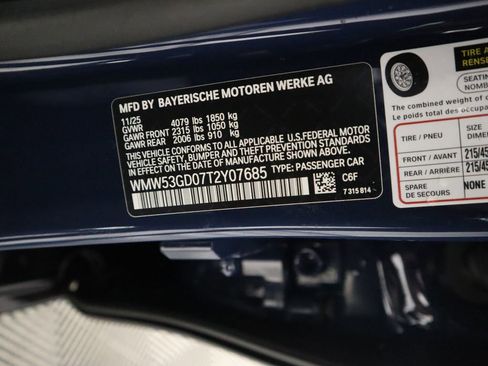 MFD BY BAYERISCHE MOTOREN WERKE AG
11/25
GVWR 4079 lbs 1850 kg
GAWR FRONT 2315 lbs 1050 kg
GAWR REAR 2006 lbs 910 kg
THIS VEHICLE CONFORMS TO ALL APPLICABLE U.S.FEDERAL MOTOR
VEHICLE SAFETY, BUMPER, AND THEFT PREVENTION STANDARDS
IN EFFECT ON THE DATE OF MANUFACTURE SHOWN ABOVE.
WMW53GD07T2Y07685 TYPE: PASSENGER CAR
C6F
7 315 814
TIRE A
RENSE
SEATIN
NOMB
The combined weight of
Le poids total des occ
TIRE / PNEU SIZ
DIME
FRONT / AVANT 215/45
REAR / ARRIÈRE 215/45
SPARE
DE SECOURS NONE